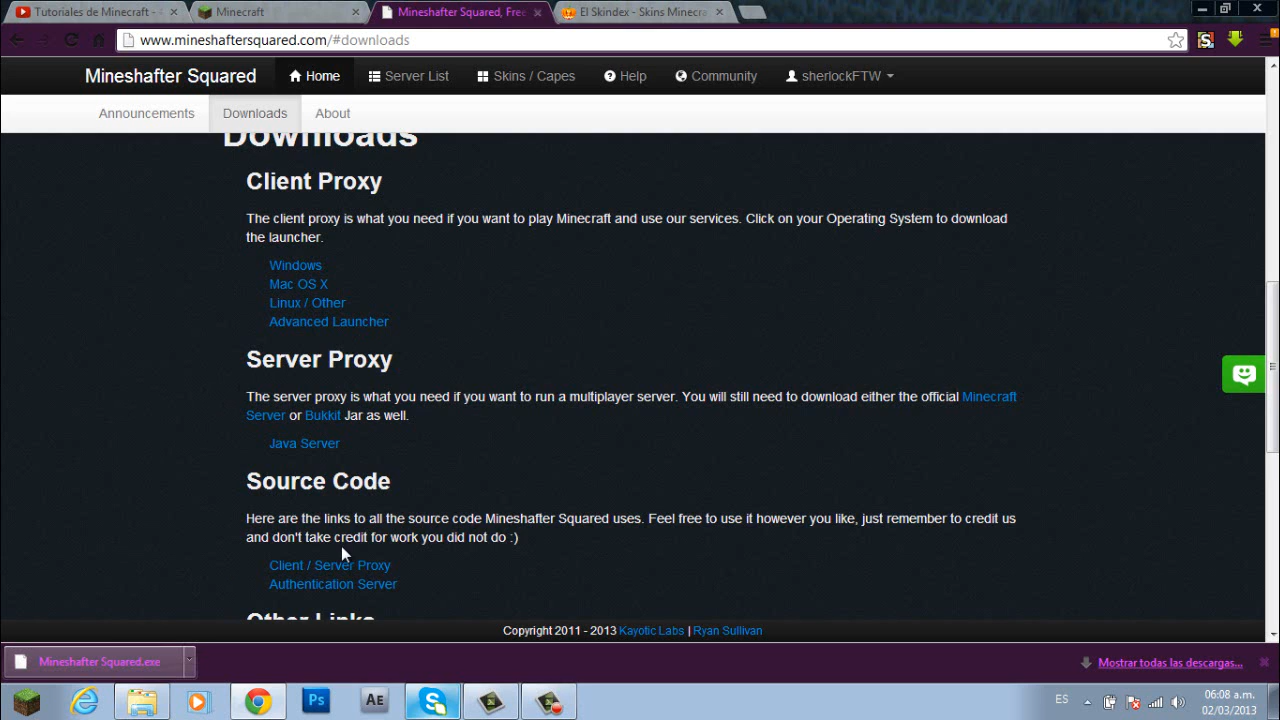 Tutoriales de Minecraft -
Minecraft
Mineshafter Squared, Free
El Skindex - Skins Minecra
www.mineshaftersquared.com/#downloads
Mineshafter Squared
Home
Server List
Skins / Capes
Help
Community
sherlockFTW
Announcements
Downloads
About
Downloads
Client Proxy
The client proxy is what you need if you want to play Minecraft and use our services. Click on your Operating System to download
the launcher.
Windows
Mac OS X
Linux / Other
Advanced Launcher
Server Proxy
The server proxy is what you need if you want to run a multiplayer server. You will still need to download either the official Minecraft
Server or Bukkit Jar as well.
Java Server
Source Code
Here are the links to all the source code Mineshafter Squared uses. Feel free to use it however you like, just remember to credit us
and don't take credit for work you did not do :)
Client / Server Proxy
Authentication Server
Other Links
Copyright 2011 - 2013 Kayotic Labs | Ryan Sullivan
Mineshafter Squared.exe
Mostrar todas las descargas...
Ps
Ae
ES
06:08 a.m.
02/03/2013